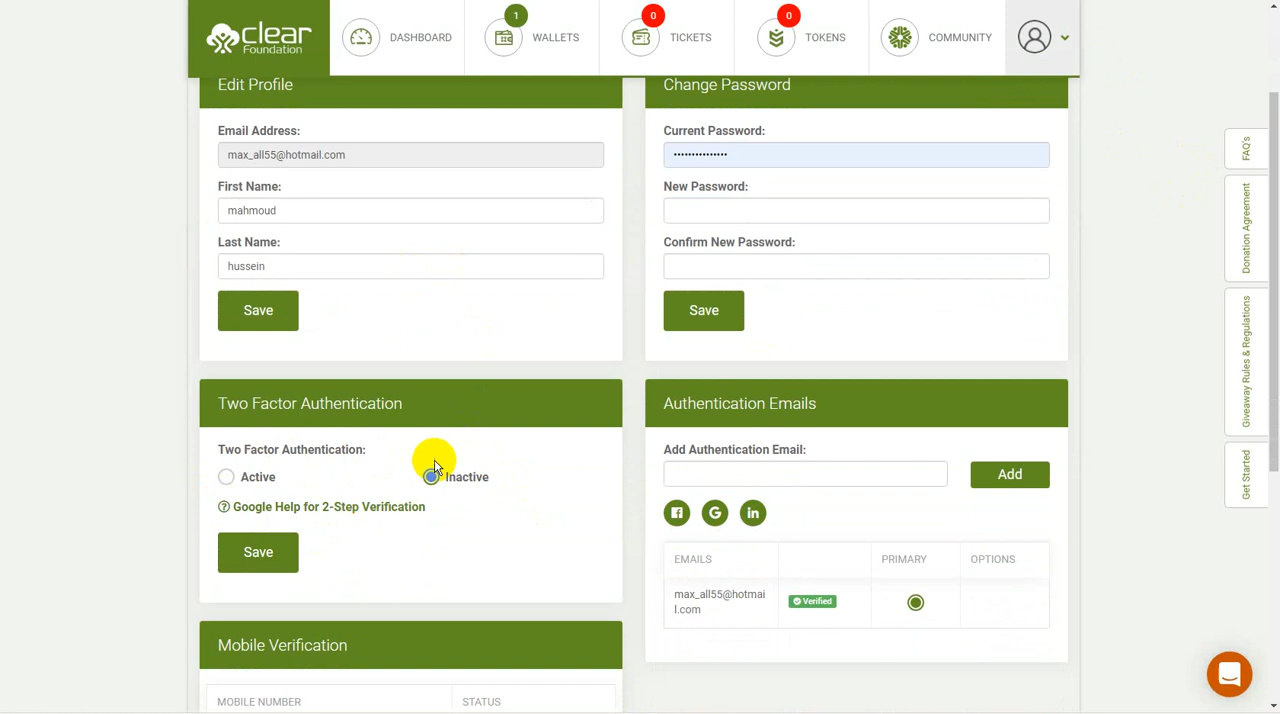 clear
Foundation
DASHBOARD
1
WALLETS
0
TICKETS
0
TOKENS
COMMUNITY
Edit Profile
Email Address:
max_all55@hotmail.com
First Name:
mahmoud
Last Name:
hussein
Save
Change Password
Current Password:
•••••••••••••••
New Password:
Confirm New Password:
Save
Two Factor Authentication
Two Factor Authentication:
Active
Inactive
Google Help for 2-Step Verification
Save
Authentication Emails
Add Authentication Email:
Add
EMAILS
PRIMARY
OPTIONS
max_all55@hotmai
l.com
Verified
Mobile Verification
MOBILE NUMBER
STATUS
FAQ's
Donation Agreement
Giveaway Rules & Regulations
Get Started